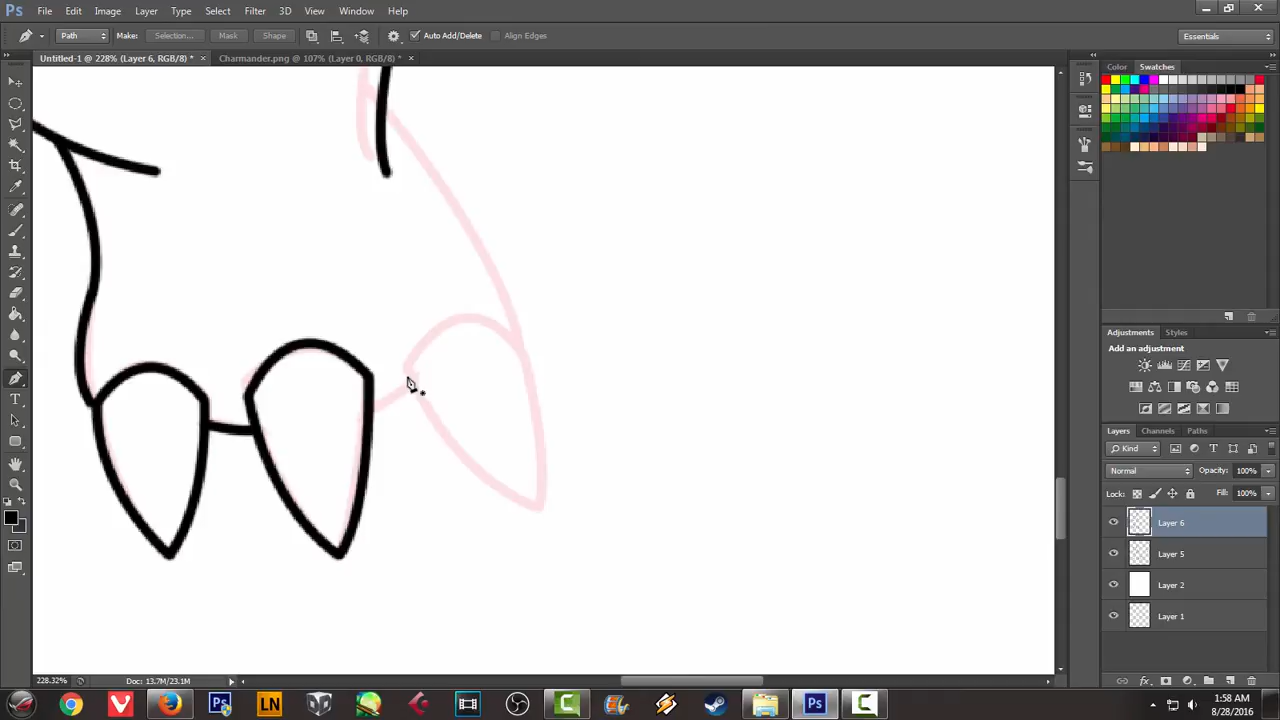 Ps File Edit Image Layer Type Select Filter 3D View Window Help
Path Make: Selection... Mask Shape Auto Add/Delete Align Edges Essentials
Untitled-1 @ 228% (Layer 6, RGB/8) * × Charmander.png @ 107% (Layer 0, RGB/8) * ×
Color Swatches
Adjustments Styles
Add an adjustment
Layers Channels Paths
Kind
Normal Opacity: 100%
Lock: Fill: 100%
Layer 6
Layer 5
Layer 2
Layer 1
228.32% Doc: 13.7M/23.1M
Ps LN Ps
1:58 AM
8/28/2016